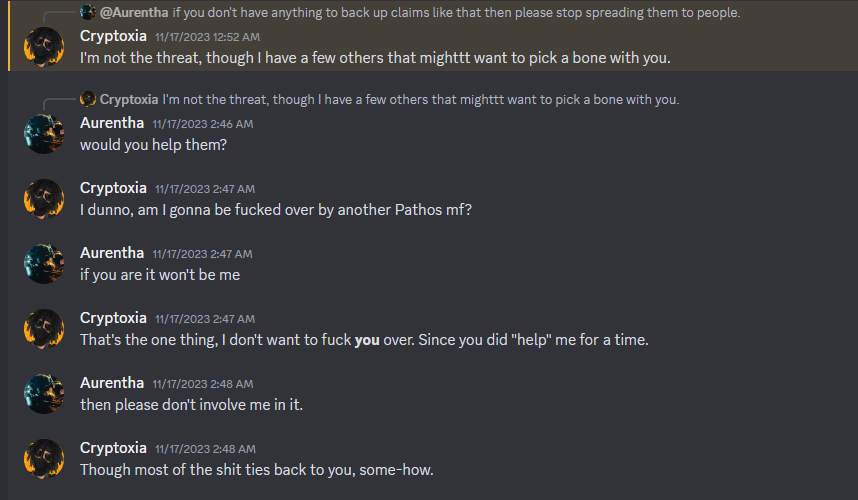 @Aurentha if you don't have anything to back up claims like that then please stop spreading them to people.
Cryptoxia 11/17/2023 12:52 AM
I'm not the threat, though I have a few others that mighttt want to pick a bone with you.
Cryptoxia I'm not the threat, though I have a few others that mighttt want to pick a bone with you.
Aurentha 11/17/2023 2:46 AM
would you help them?
Cryptoxia 11/17/2023 2:47 AM
I dunno, am I gonna be fucked over by another Pathos mf?
Aurentha 11/17/2023 2:47 AM
if you are it won't be me
Cryptoxia 11/17/2023 2:47 AM
That's the one thing, I don't want to fuck you over. Since you did "help" me for a time.
Aurentha 11/17/2023 2:48 AM
then please don't involve me in it.
Cryptoxia 11/17/2023 2:48 AM
Though most of the shit ties back to you, some-how.